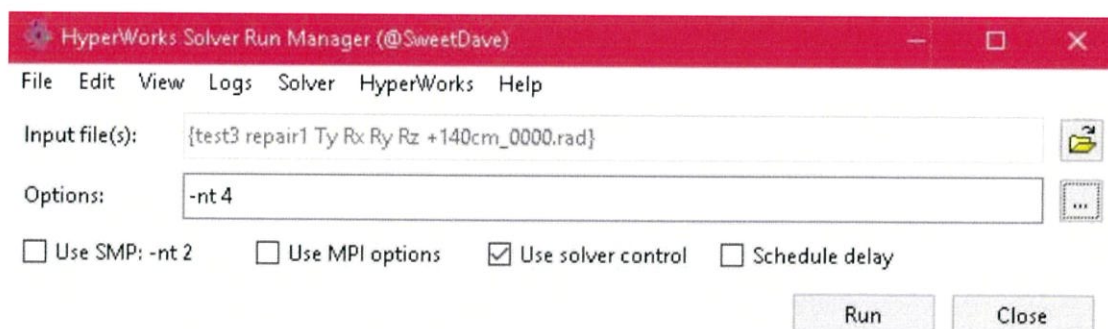 HyperWorks Solver Run Manager (@SweetDave)
File Edit View Logs Solver HyperWorks Help
Input file(s): {test3 repair1 Ty Rx Ry Rz +140cm_0000.rad}
Options: -nt 4 ...
Use SMP: -nt 2 Use MPI options Use solver control Schedule delay
Run Close